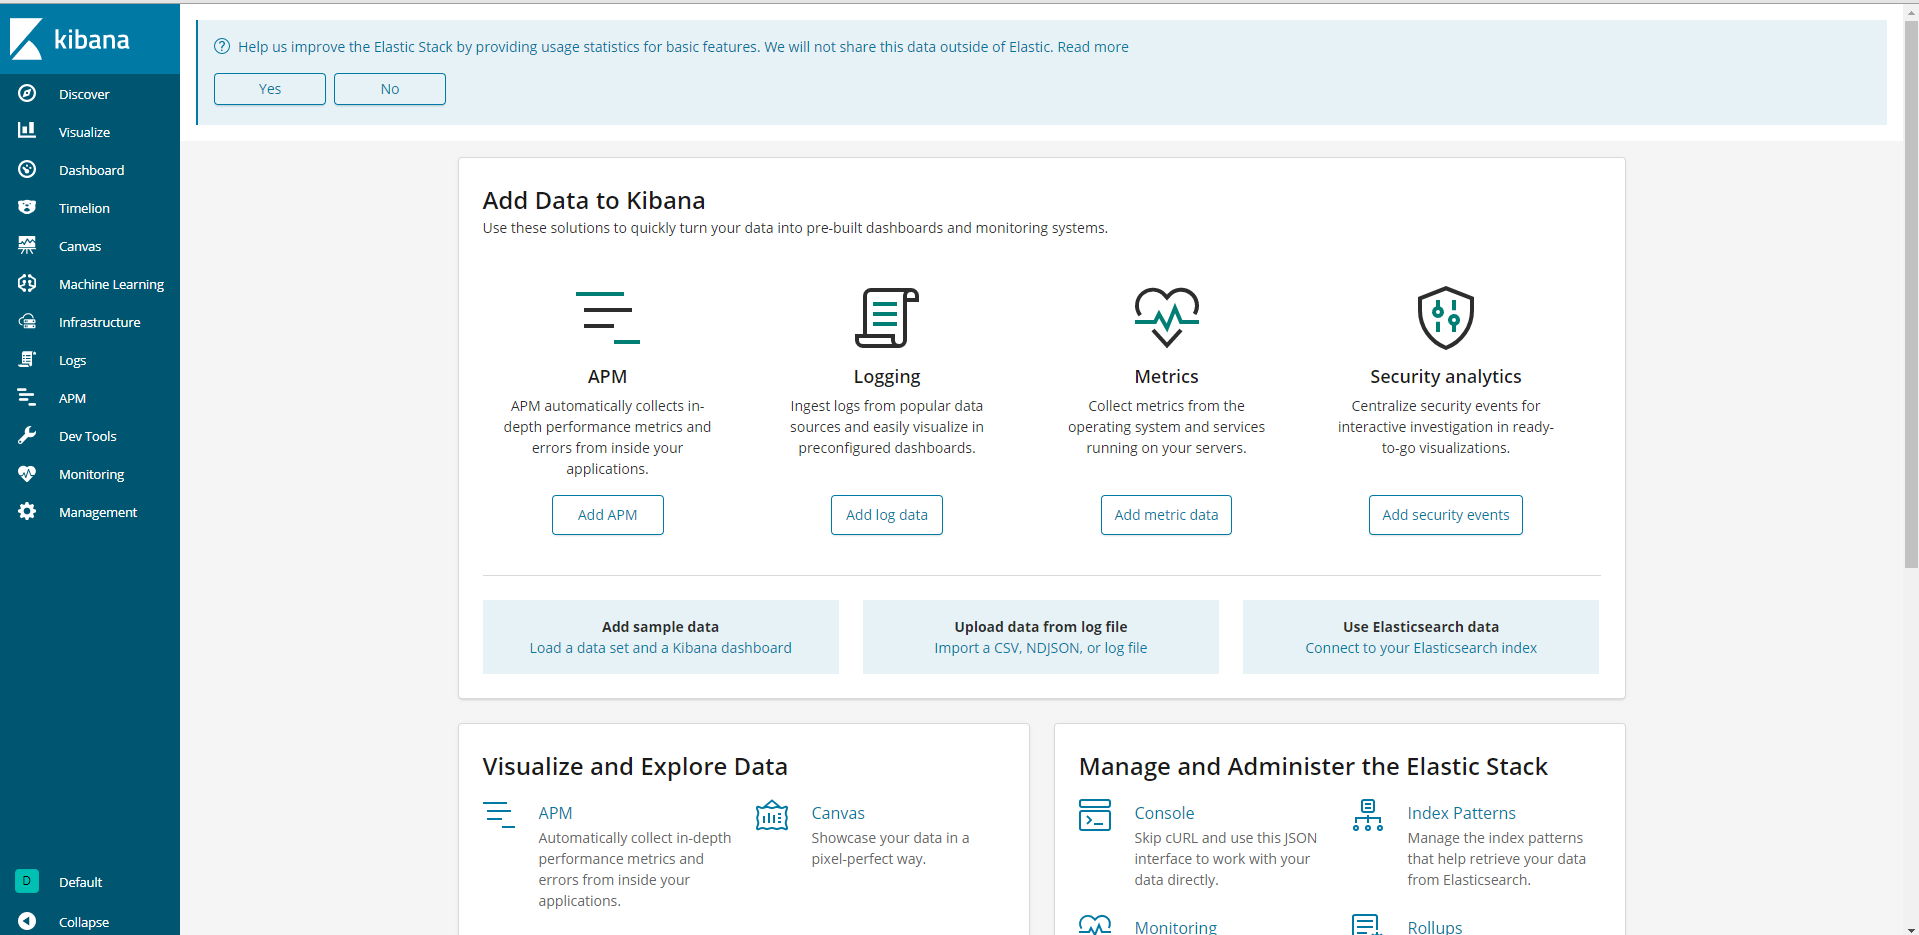 kibana
Discover
Visualize
Dashboard
Timelion
Canvas
Machine Learning
Infrastructure
Logs
APM
Dev Tools
Monitoring
Management
D
Default
Collapse
Help us improve the Elastic Stack by providing usage statistics for basic features. We will not share this data outside of Elastic. Read more
Yes
No
Add Data to Kibana
Use these solutions to quickly turn your data into pre-built dashboards and monitoring systems.
APM
APM automatically collects in-
depth performance metrics and
errors from inside your
applications.
Add APM
Logging
Ingest logs from popular data
sources and easily visualize in
preconfigured dashboards.
Add log data
Metrics
Collect metrics from the
operating system and services
running on your servers.
Add metric data
Security analytics
Centralize security events for
interactive investigation in ready-
to-go visualizations.
Add security events
Add sample data
Load a data set and a Kibana dashboard
Upload data from log file
Import a CSV, NDJSON, or log file
Use Elasticsearch data
Connect to your Elasticsearch index
Visualize and Explore Data
APM
Automatically collect in-depth
performance metrics and
errors from inside your
applications.
Canvas
Showcase your data in a
pixel-perfect way.
Manage and Administer the Elastic Stack
Console
Skip cURL and use this JSON
interface to work with your
data directly.
Index Patterns
Manage the index patterns
that help retrieve your data
from Elasticsearch.
Monitoring
Rollups